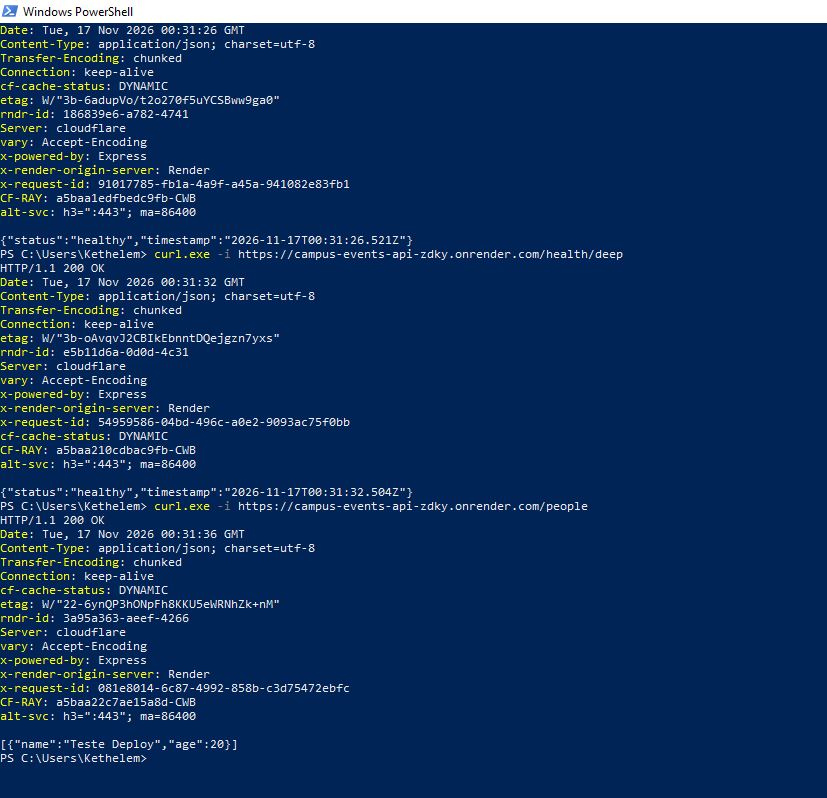 Windows PowerShell
Date: Tue, 17 Nov 2026 00:31:26 GMT
Content-Type: application/json; charset=utf-8
Transfer-Encoding: chunked
Connection: keep-alive
cf-cache-status: DYNAMIC
etag: W/"3b-6adupVo/t2o270f5uYCSBww9ga0"
rndr-id: 186839e6-a782-4741
Server: cloudflare
vary: Accept-Encoding
x-powered-by: Express
x-render-origin-server: Render
x-request-id: 91017785-fb1a-4a9f-a45a-941082e83fb1
CF-RAY: a5baa1edfbedc9fb-CWB
alt-svc: h3=":443"; ma=86400
{"status":"healthy","timestamp":"2026-11-17T00:31:26.521Z"}
PS C:\Users\Kethelem> curl.exe -i https://campus-events-api-zdky.onrender.com/health/deep
HTTP/1.1 200 OK
Date: Tue, 17 Nov 2026 00:31:32 GMT
Content-Type: application/json; charset=utf-8
Transfer-Encoding: chunked
Connection: keep-alive
etag: W/"3b-oAvqvJ2CBIkEbnntDQejgzn7yxs"
rndr-id: e5b11d6a-0d0d-4c31
Server: cloudflare
vary: Accept-Encoding
x-powered-by: Express
x-render-origin-server: Render
x-request-id: 54959586-04bd-496c-a0e2-9093ac75f0bb
cf-cache-status: DYNAMIC
CF-RAY: a5baa210cdbac9fb-CWB
alt-svc: h3=":443"; ma=86400
{"status":"healthy","timestamp":"2026-11-17T00:31:32.504Z"}
PS C:\Users\Kethelem> curl.exe -i https://campus-events-api-zdky.onrender.com/people
HTTP/1.1 200 OK
Date: Tue, 17 Nov 2026 00:31:36 GMT
Content-Type: application/json; charset=utf-8
Transfer-Encoding: chunked
Connection: keep-alive
cf-cache-status: DYNAMIC
etag: W/"22-6ynQP3hONpFh8KKU5eWRNhZk+nM"
rndr-id: 3a95a363-aeef-4266
Server: cloudflare
vary: Accept-Encoding
x-powered-by: Express
x-render-origin-server: Render
x-request-id: 081e8014-6c87-4992-858b-c3d75472ebfc
CF-RAY: a5baa22c7ae15a8d-CWB
alt-svc: h3=":443"; ma=86400
[{"name":"Teste Deploy","age":20}]
PS C:\Users\Kethelem>